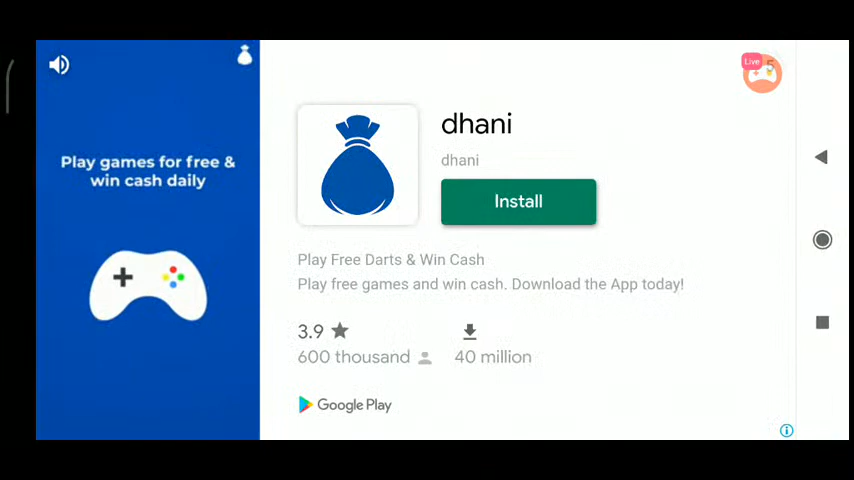 Play games for free &
win cash daily
Live
dhani
dhani
Install
Play Free Darts & Win Cash
Play free games and win cash. Download the App today!
3.9
600 thousand
40 million
Google Play